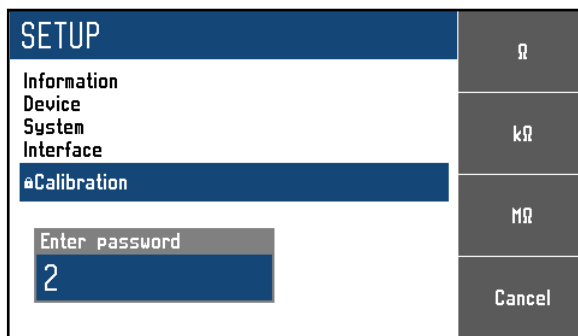 SETUP
Information
Device
System
Interface
Calibration
Enter password
2
Ω
kΩ
MΩ
Cancel